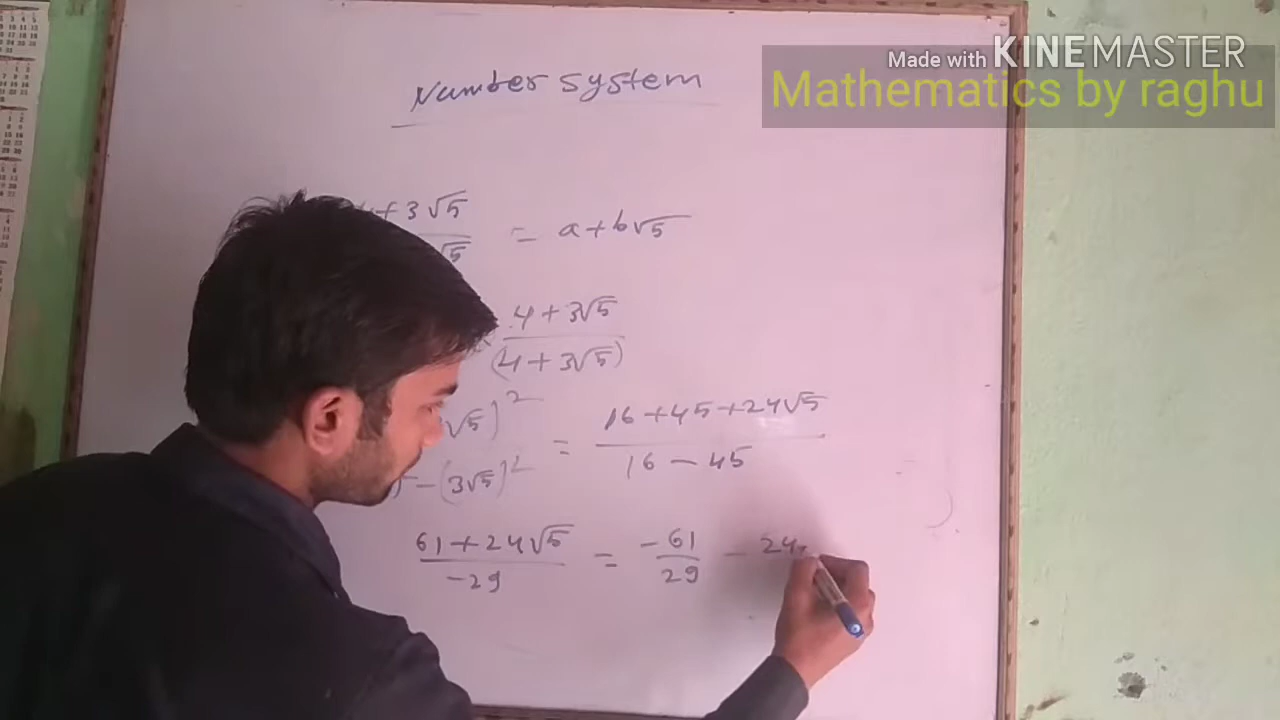 Made with KINEMASTER
Mathematics by raghu
Number system
+ 3√5
√5
= a+b√5
4 + 3√5
(4 + 3√5)
√5)²
- (3√5)²
= 16 + 45 + 24√5
16 - 45
61 + 24√5
-29
= -61
29
- 24